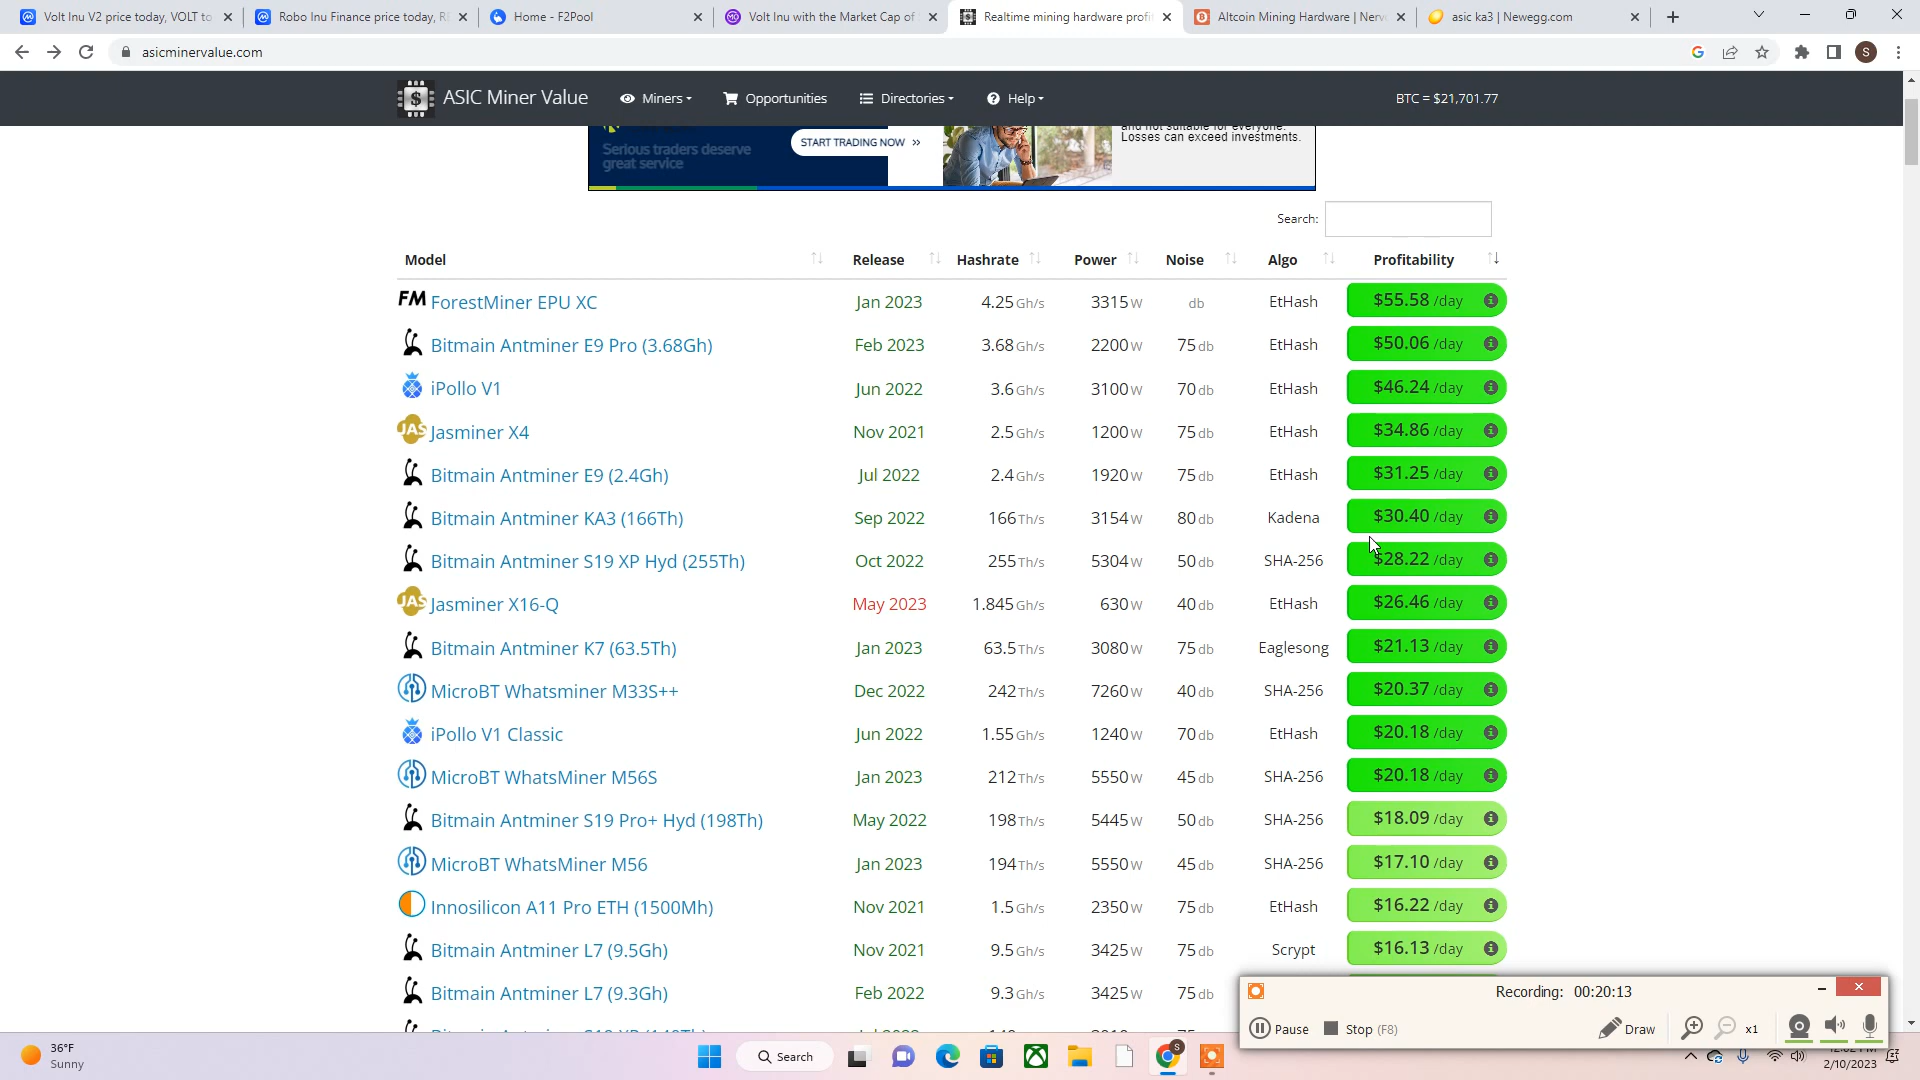 Volt Inu V2 price today, VOLT to
Robo Inu Finance price today, R
Home - F2Pool
Volt Inu with the Market Cap of
Realtime mining hardware profi
Altcoin Mining Hardware | Nerv
asic ka3 | Newegg.com
asicminervalue.com
S
ASIC Miner Value
Miners
Opportunities
Directories
Help
BTC = $21,701.77
Serious traders deserve
great service
START TRADING NOW »
and not suitable for everyone.
Losses can exceed investments.
Search:
Model Release Hashrate Power Noise Algo Profitability
FM ForestMiner EPU XC Jan 2023 4.25 Gh/s 3315 W db EtHash $55.58 /day
Bitmain Antminer E9 Pro (3.68Gh) Feb 2023 3.68 Gh/s 2200 W 75 db EtHash $50.06 /day
iPollo V1 Jun 2022 3.6 Gh/s 3100 W 70 db EtHash $46.24 /day
JAS Jasminer X4 Nov 2021 2.5 Gh/s 1200 W 75 db EtHash $34.86 /day
Bitmain Antminer E9 (2.4Gh) Jul 2022 2.4 Gh/s 1920 W 75 db EtHash $31.25 /day
Bitmain Antminer KA3 (166Th) Sep 2022 166 Th/s 3154 W 80 db Kadena $30.40 /day
Bitmain Antminer S19 XP Hyd (255Th) Oct 2022 255 Th/s 5304 W 50 db SHA-256 $28.22 /day
JAS Jasminer X16-Q May 2023 1.845 Gh/s 630 W 40 db EtHash $26.46 /day
Bitmain Antminer K7 (63.5Th) Jan 2023 63.5 Th/s 3080 W 75 db Eaglesong $21.13 /day
MicroBT Whatsminer M33S++ Dec 2022 242 Th/s 7260 W 40 db SHA-256 $20.37 /day
iPollo V1 Classic Jun 2022 1.55 Gh/s 1240 W 70 db EtHash $20.18 /day
MicroBT WhatsMiner M56S Jan 2023 212 Th/s 5550 W 45 db SHA-256 $20.18 /day
Bitmain Antminer S19 Pro+ Hyd (198Th) May 2022 198 Th/s 5445 W 50 db SHA-256 $18.09 /day
MicroBT WhatsMiner M56 Jan 2023 194 Th/s 5550 W 45 db SHA-256 $17.10 /day
Innosilicon A11 Pro ETH (1500Mh) Nov 2021 1.5 Gh/s 2350 W 75 db EtHash $16.22 /day
Bitmain Antminer L7 (9.5Gh) Nov 2021 9.5 Gh/s 3425 W 75 db Scrypt $16.13 /day
Bitmain Antminer L7 (9.3Gh) Feb 2022 9.3 Gh/s 3425 W 75 db
Recording: 00:20:13
Pause
Stop (F8)
Draw
x1
36°F
Sunny
Search
S
2/10/2023